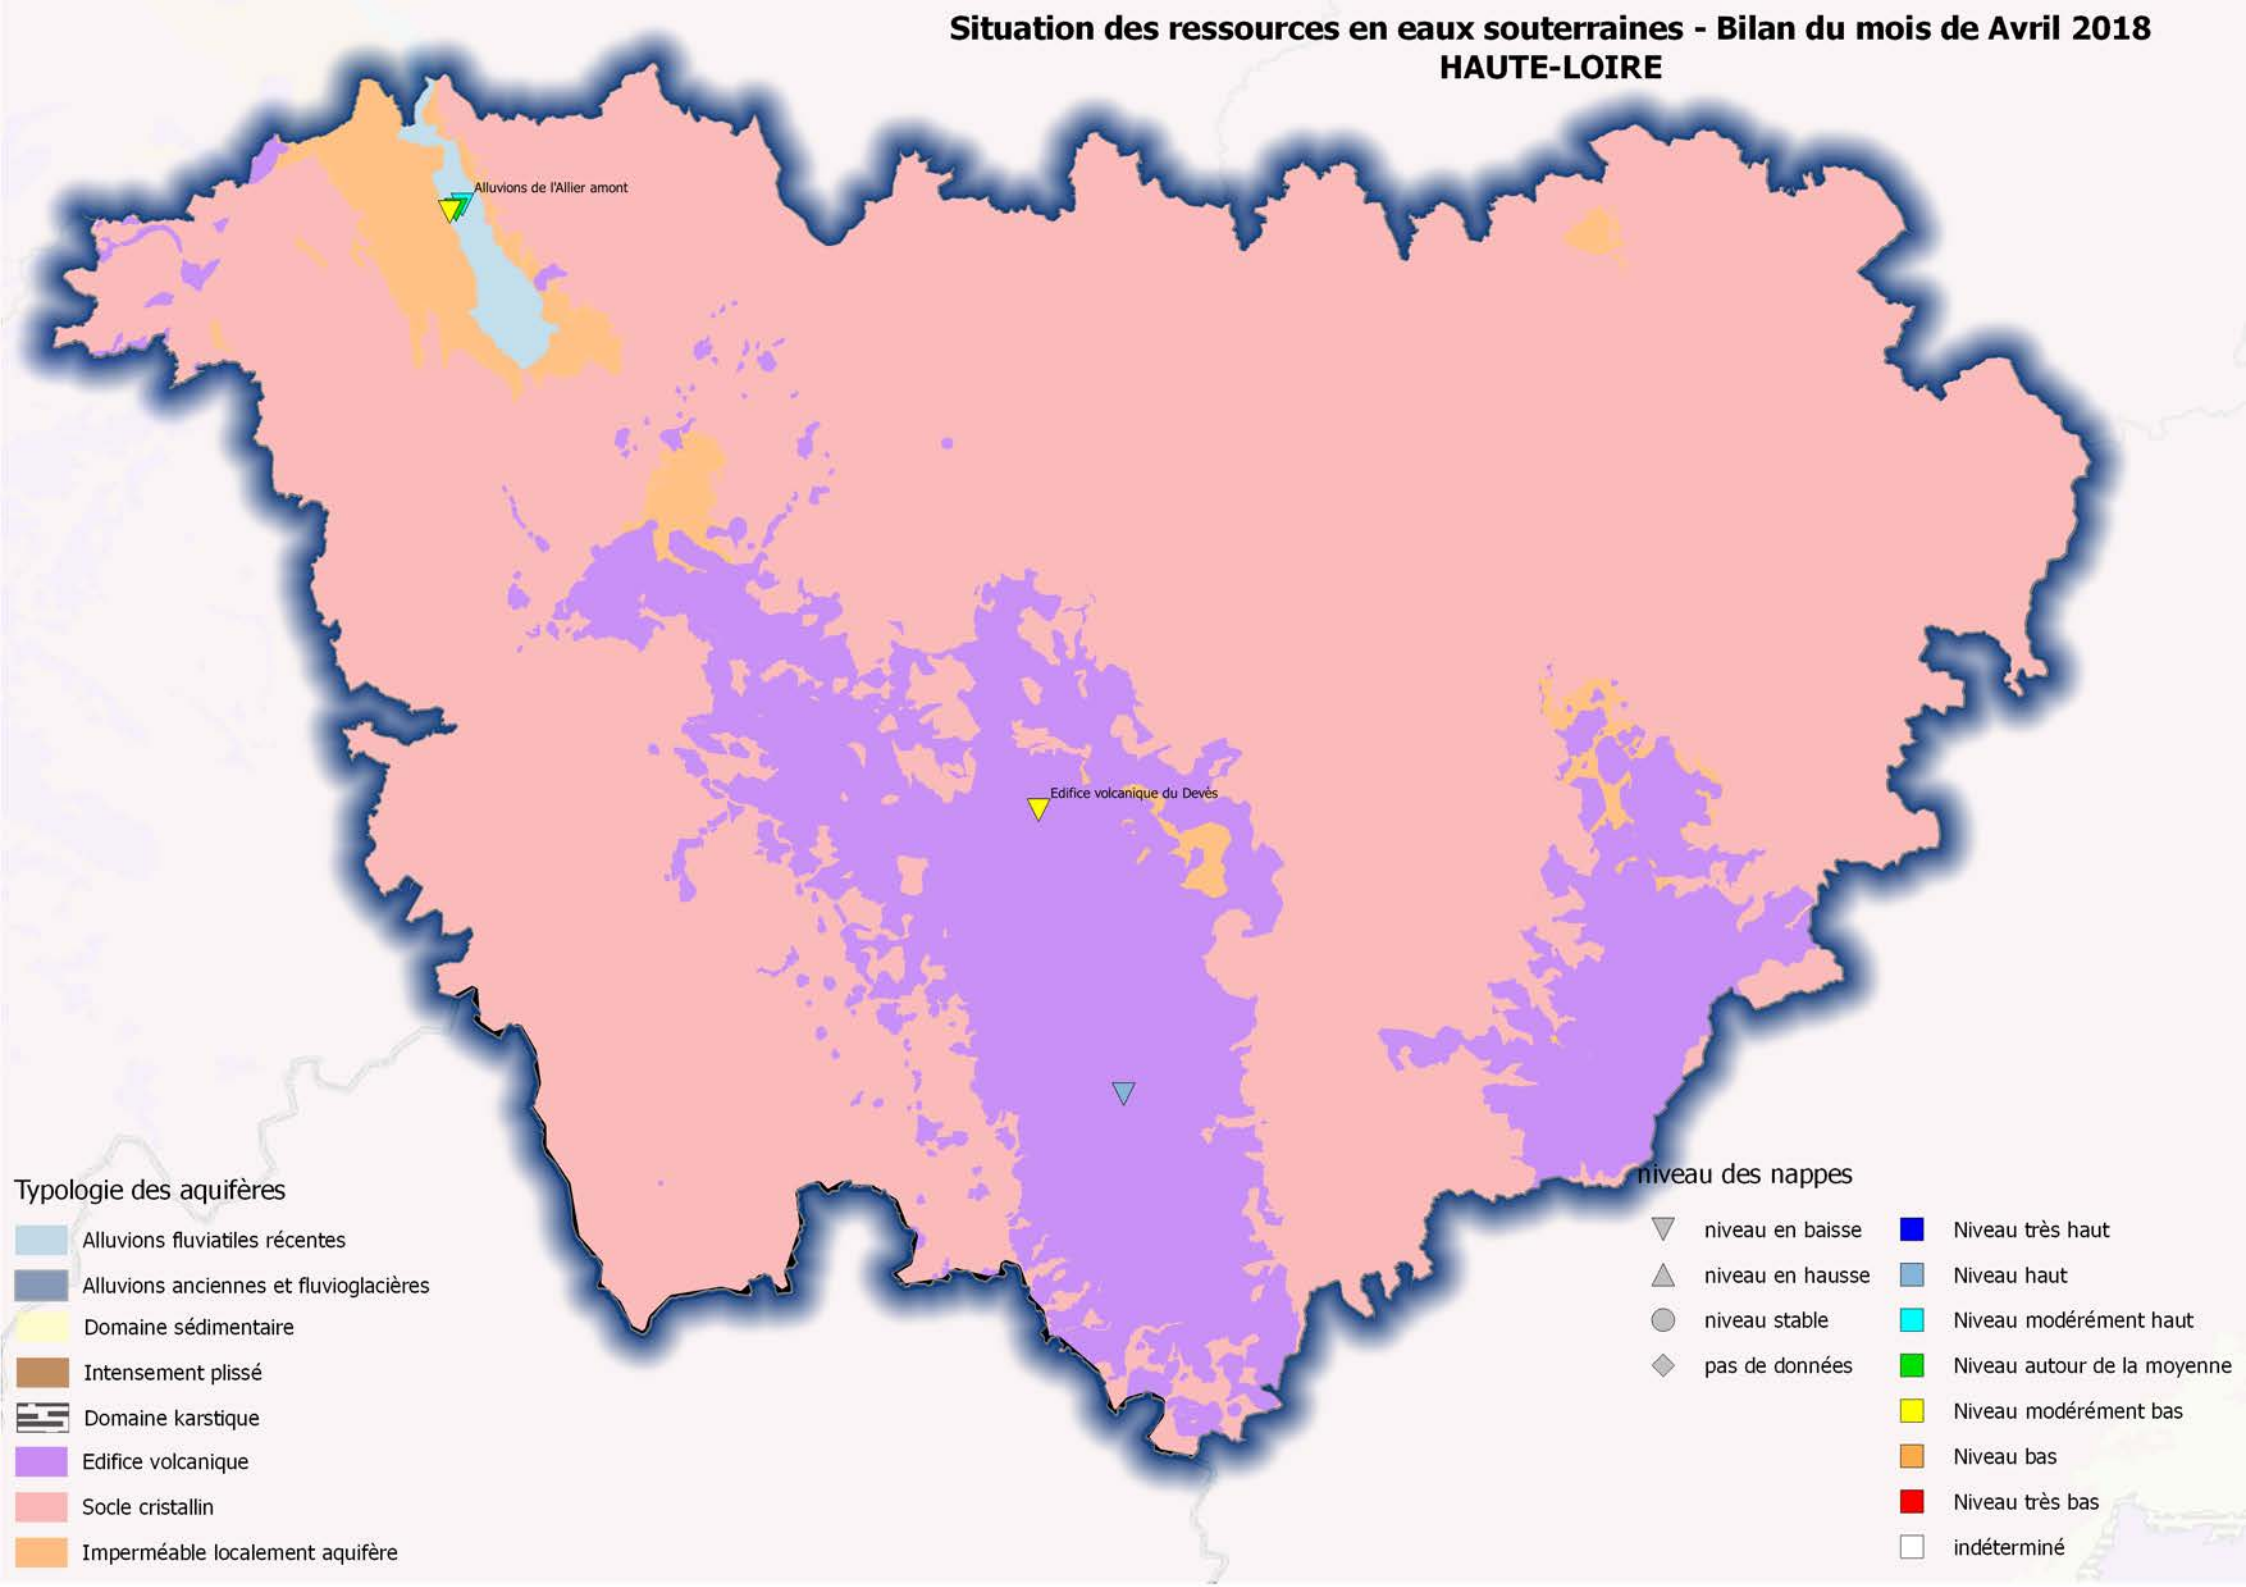 Situation des ressources en eaux souterraines - Bilan du mois de Avril 2018
HAUTE-LOIRE
Alluvions de l'Allier amont
Edifice volcanique du Devès
Typologie des aquifères
Alluvions fluviatiles récentes
Alluvions anciennes et fluvioglacières
Domaine sédimentaire
Intensement plissé
Domaine karstique
Edifice volcanique
Socle cristallin
Imperméable localement aquifère
niveau des nappes
niveau en baisse
niveau en hausse
niveau stable
pas de données
Niveau très haut
Niveau haut
Niveau modérément haut
Niveau autour de la moyenne
Niveau modérément bas
Niveau bas
Niveau très bas
indéterminé